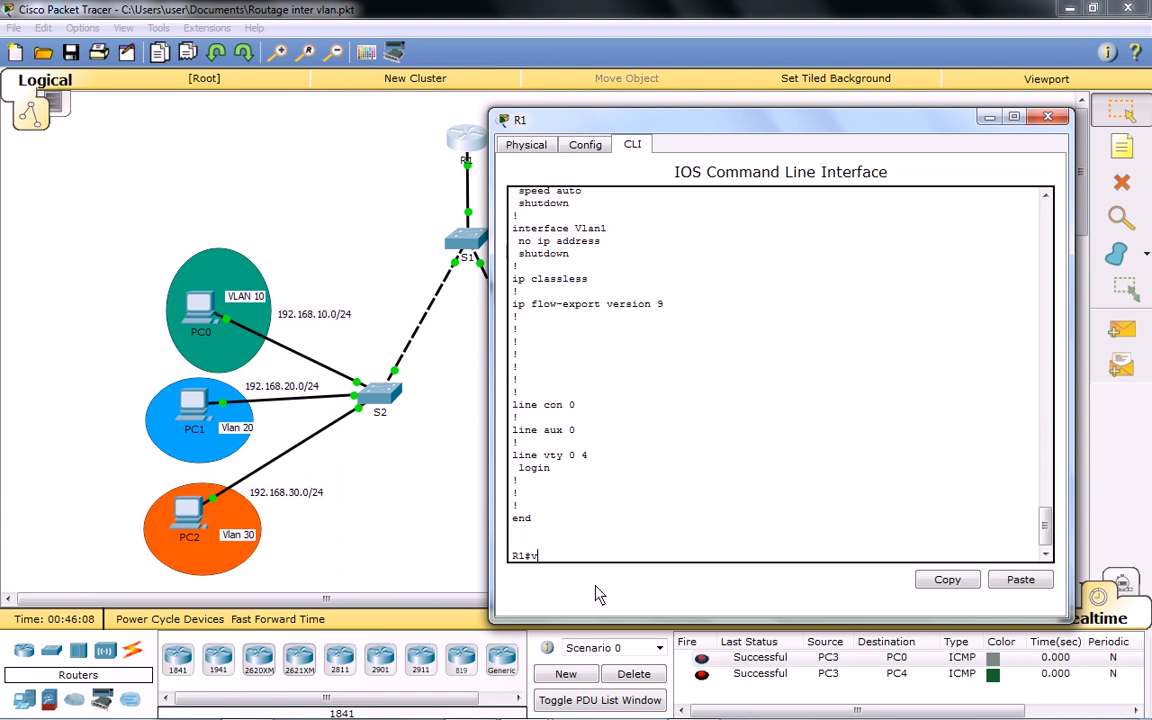 Cisco Packet Tracer - C:\Users\user\Documents\Routage inter vlan.pkt
File Edit Options View Tools Extensions Help
Logical [Root] New Cluster Move Object Set Tiled Background Viewport
R1
S1
VLAN 10
PC0
192.168.10.0/24
192.168.20.0/24
PC1
Vlan 20
S2
192.168.30.0/24
PC2
Vlan 30
R1
Physical Config CLI
IOS Command Line Interface
speed auto
shutdown
!
interface Vlan1
no ip address
shutdown
!
ip classless
!
ip flow-export version 9
!
!
!
!
!
!
!
line con 0
!
line aux 0
!
line vty 0 4
login
!
!
!
end
R1#v
Copy Paste
Time: 00:46:08 Power Cycle Devices Fast Forward Time ealtime
Routers
1841 1941 2620XM 2621XM 2811 2901 2911 819 Generic
1841
Scenario 0
New Delete
Toggle PDU List Window
Fire Last Status Source Destination Type Color Time(sec) Periodic
Successful PC3 PC0 ICMP 0.000 N
Successful PC3 PC4 ICMP 0.000 N